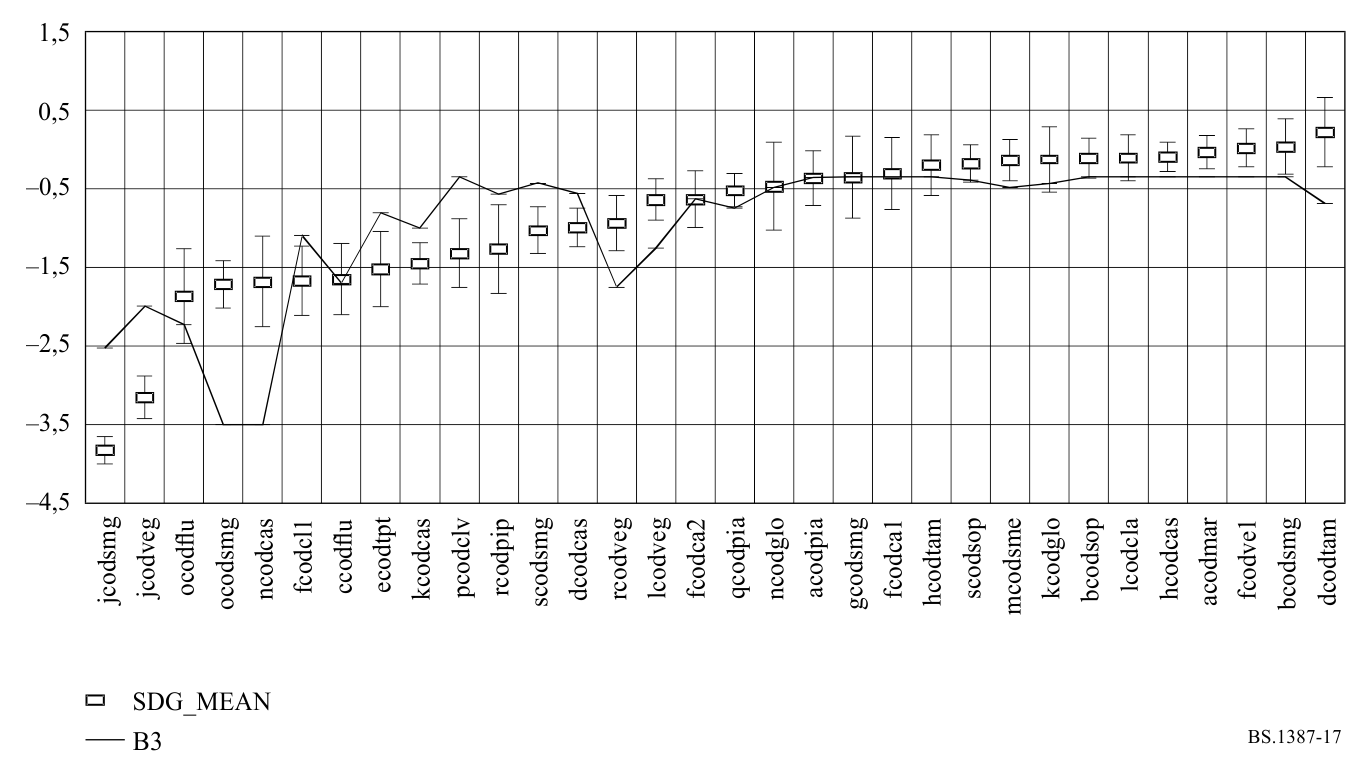 1,5
0,5
–0,5
–1,5
–2,5
–3,5
–4,5
jcodsmg
jcodveg
ocodflu
ocodsmg
ncodcas
fcodcl1
ccodflu
ecodtpt
kcodcas
pcodclv
rcodpip
scodsmg
dcodcas
rcodveg
lcodveg
fcodca2
qcodpia
ncodglo
acodpia
gcodsmg
fcodcal
hcodtam
scodsop
mcodsme
kcodglo
bcodsop
lcodcla
hcodcas
acodmar
fcodve1
bcodsmg
dcodtam
SDG_MEAN
B3
BS.1387-17